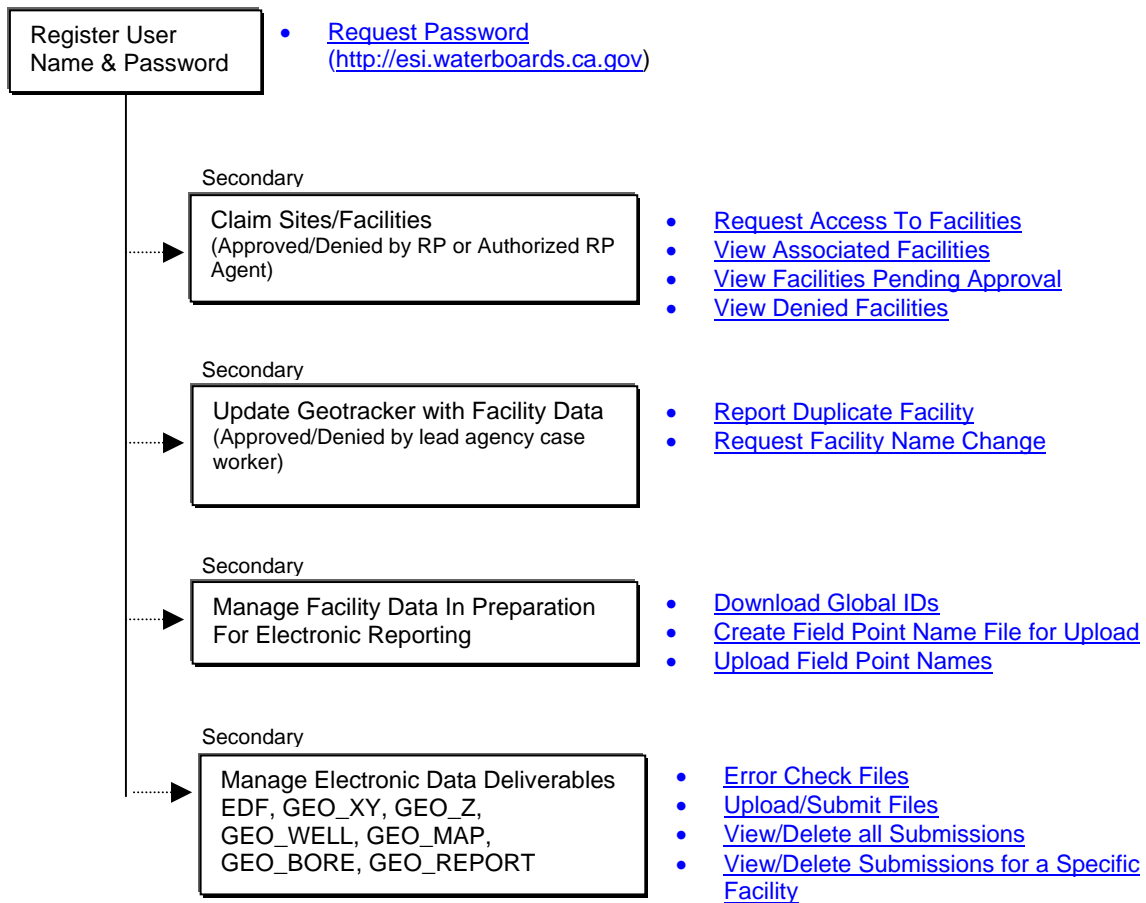 Register User
Name & Password
• Request Password
(http://esi.waterboards.ca.gov)
Secondary
Claim Sites/Facilities
(Approved/Denied by RP or Authorized RP
Agent)
• Request Access To Facilities
• View Associated Facilities
• View Facilities Pending Approval
• View Denied Facilities
Secondary
Update Geotracker with Facility Data
(Approved/Denied by lead agency case
worker)
• Report Duplicate Facility
• Request Facility Name Change
Secondary
Manage Facility Data In Preparation
For Electronic Reporting
• Download Global IDs
• Create Field Point Name File for Upload
• Upload Field Point Names
Secondary
Manage Electronic Data Deliverables
EDF, GEO_XY, GEO_Z,
GEO_WELL, GEO_MAP,
GEO_BORE, GEO_REPORT
• Error Check Files
• Upload/Submit Files
• View/Delete all Submissions
• View/Delete Submissions for a Specific
Facility